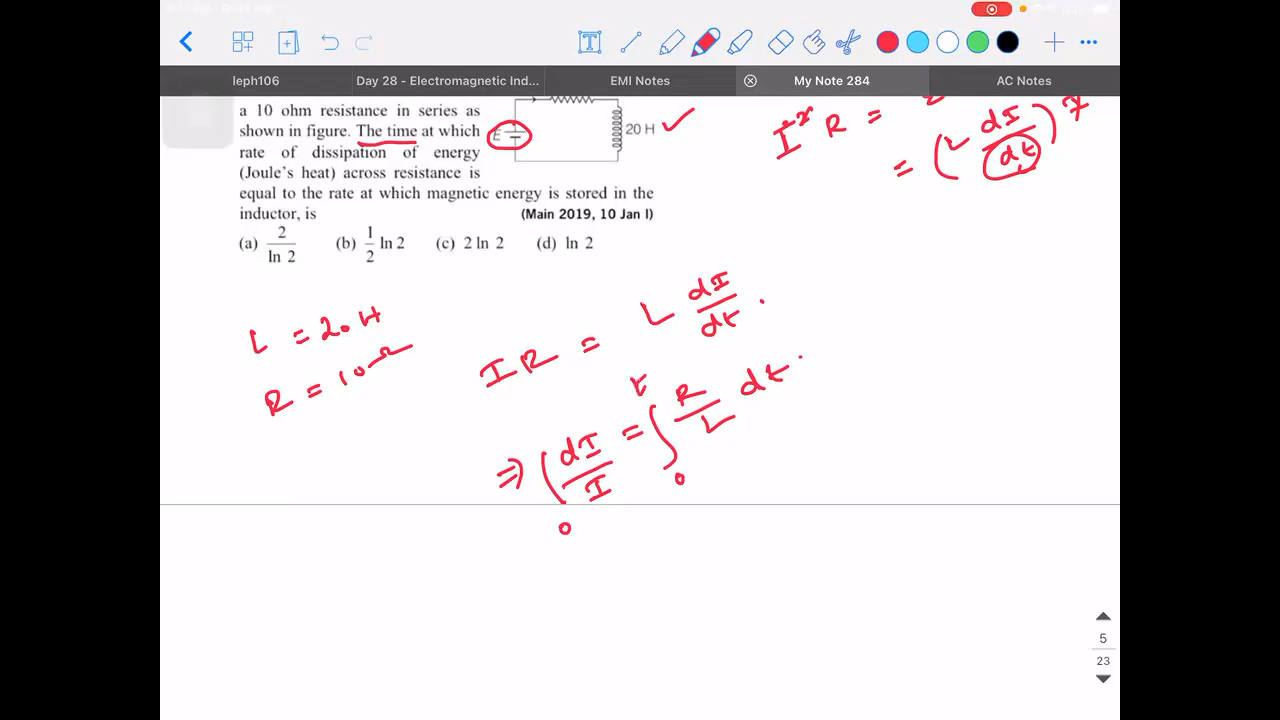 leph106
Day 28 - Electromagnetic Ind...
EMI Notes
My Note 284
AC Notes
a 10 ohm resistance in series as
shown in figure. The time at which
rate of dissipation of energy
(Joule's heat) across resistance is
equal to the rate at which magnetic energy is stored in the
inductor, is
(Main 2019, 10 Jan I)
(a) 2/ln 2 (b) 1/2 ln 2 (c) 2 ln 2 (d) ln 2
E
20 H
R =
= (L dI/dt) I
L = 20 H
R = 10 Ω
IR = L dI/dt .
⇒ ∫ 0 dI/I = ∫ 0 t R/L dt .
5
23